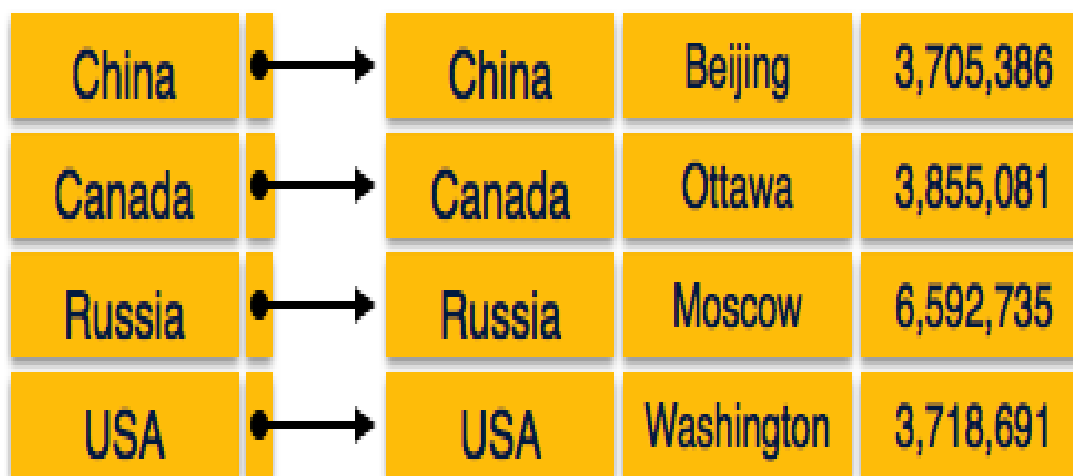 China China Beijing 3,705,386
Canada Canada Ottawa 3,855,081
Russia Russia Moscow 6,592,735
USA USA Washington 3,718,691